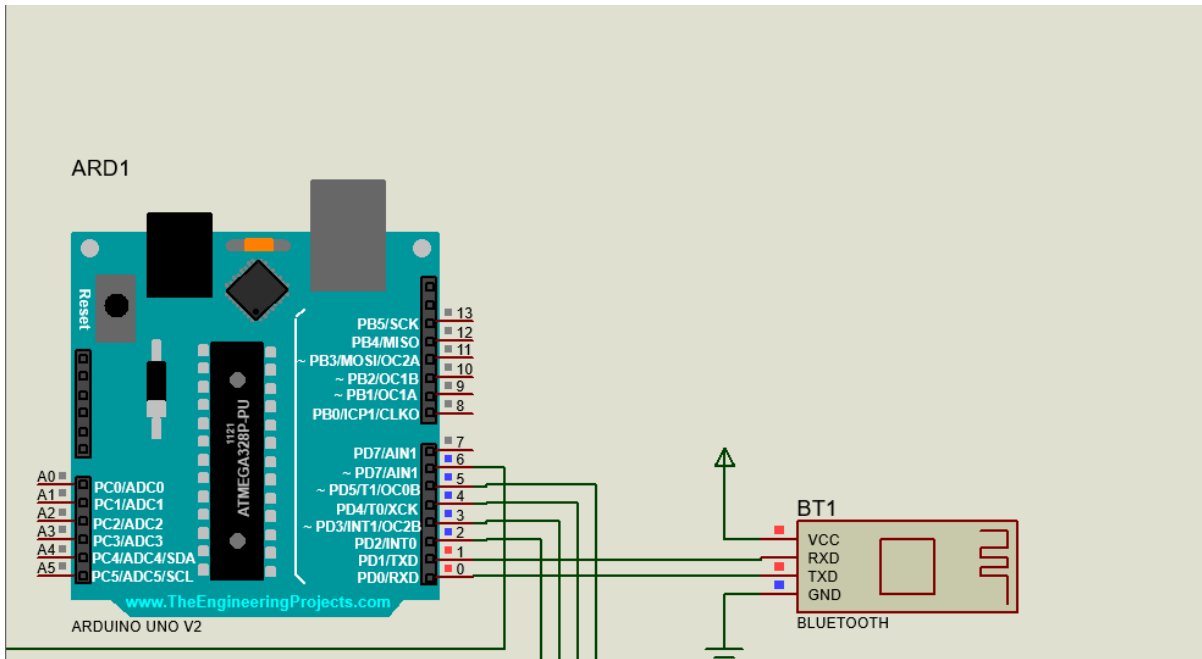 ARD1
Reset
1121
ATMEGA328P-PU
PB5/SCK
13
PB4/MISO
12
~ PB3/MOSI/OC2A
11
~ PB2/OC1B
10
~ PB1/OC1A
9
PB0/ICP1/CLKO
8
PD7/AIN1
7
~ PD7/AIN1
6
~ PD5/T1/OC0B
5
PD4/T0/XCK
4
~ PD3/INT1/OC2B
3
PD2/INT0
2
PD1/TXD
1
PD0/RXD
0
A0
PC0/ADC0
A1
PC1/ADC1
A2
PC2/ADC2
A3
PC3/ADC3
A4
PC4/ADC4/SDA
A5
PC5/ADC5/SCL
www.TheEngineeringProjects.com
ARDUINO UNO V2
BT1
VCC
RXD
TXD
GND
BLUETOOTH